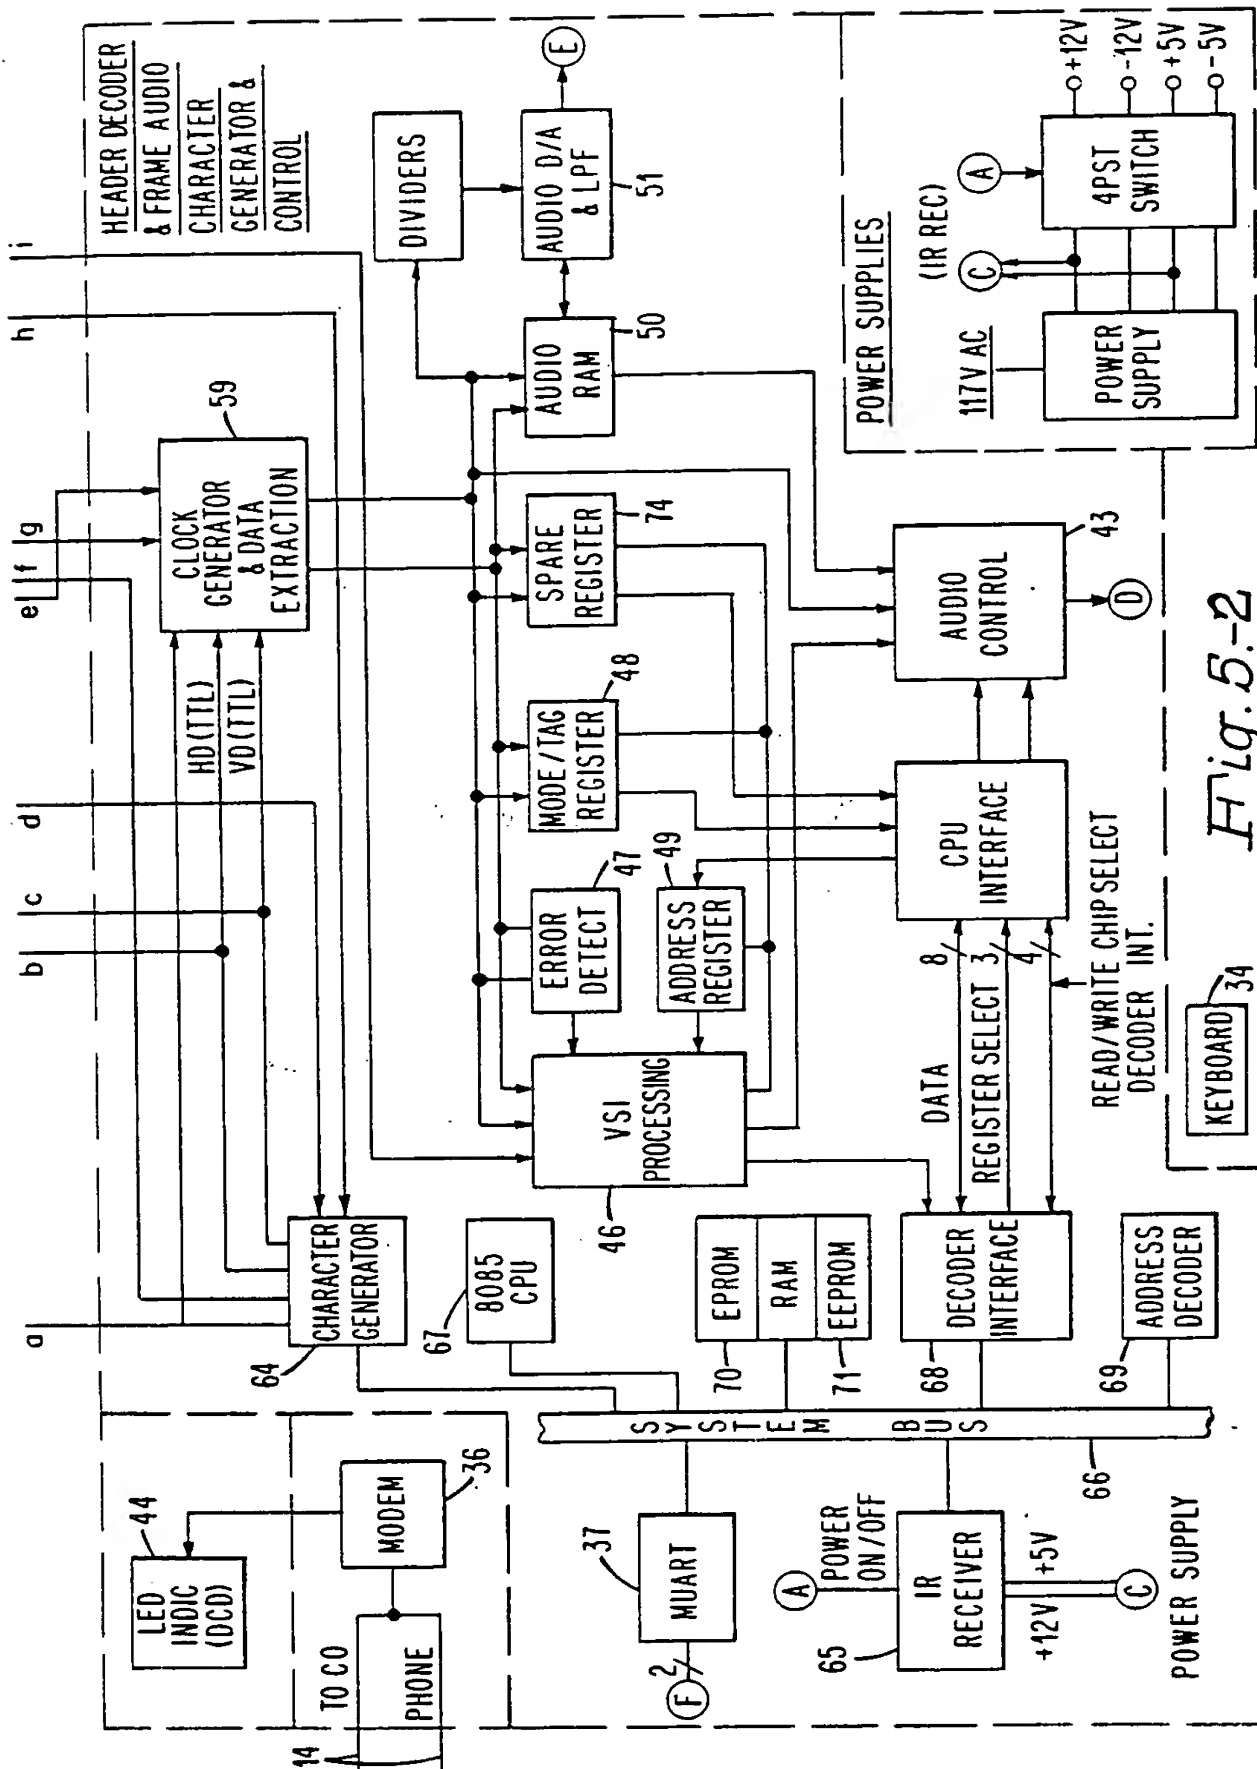 a
b
c
d
e
f
g
h
i
HEADER DECODER
& FRAME AUDIO
CHARACTER
GENERATOR &
CONTROL
44
LED
INDIC
(DCD)
TO CO
14
PHONE
MODEM
36
64
CHARACTER
GENERATOR
HD(TTL)
VD(TTL)
59
CLOCK
GENERATOR
& DATA
EXTRACTION
67
8085
CPU
46
VSI
PROCESSING
ERROR
DETECT
47
ADDRESS
REGISTER
49
MODE/TAG
REGISTER
48
SPARE
REGISTER
74
AUDIO
RAM
50
DIVIDERS
AUDIO D/A
& LPF
51
E
37
MUART
2
F
SYSTEM BUS
66
70
EPROM
RAM
EEPROM
71
A
POWER
ON/OFF
65
IR
RECEIVER
+12V
+5V
C
POWER SUPPLY
68
DECODER
INTERFACE
69
ADDRESS
DECODER
DATA
8
REGISTER SELECT
3
4
READ/WRITE CHIP SELECT
DECODER INT.
CPU
INTERFACE
AUDIO
CONTROL
43
D
KEYBOARD
34
POWER SUPPLIES
117V AC
POWER
SUPPLY
C
(IR REC)
A
4PST
SWITCH
+12V
-12V
+5V
-5V
Fig. 5.-2